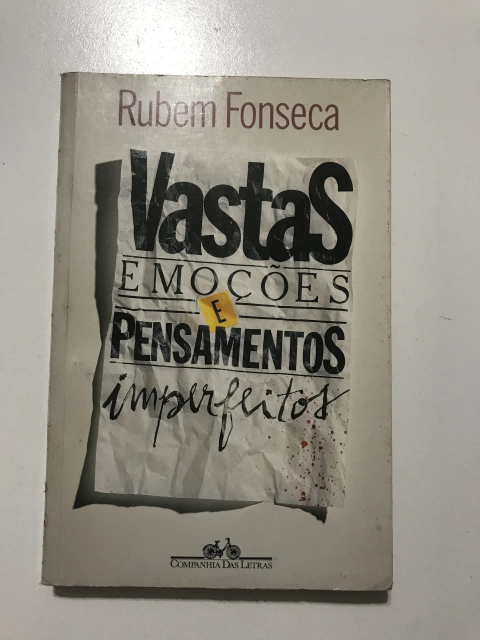 Rubem Fonseca
Vastas
EMOÇÕES
E
PENSAMENTOS
imperfeitos
COMPANHIA DAS LETRAS